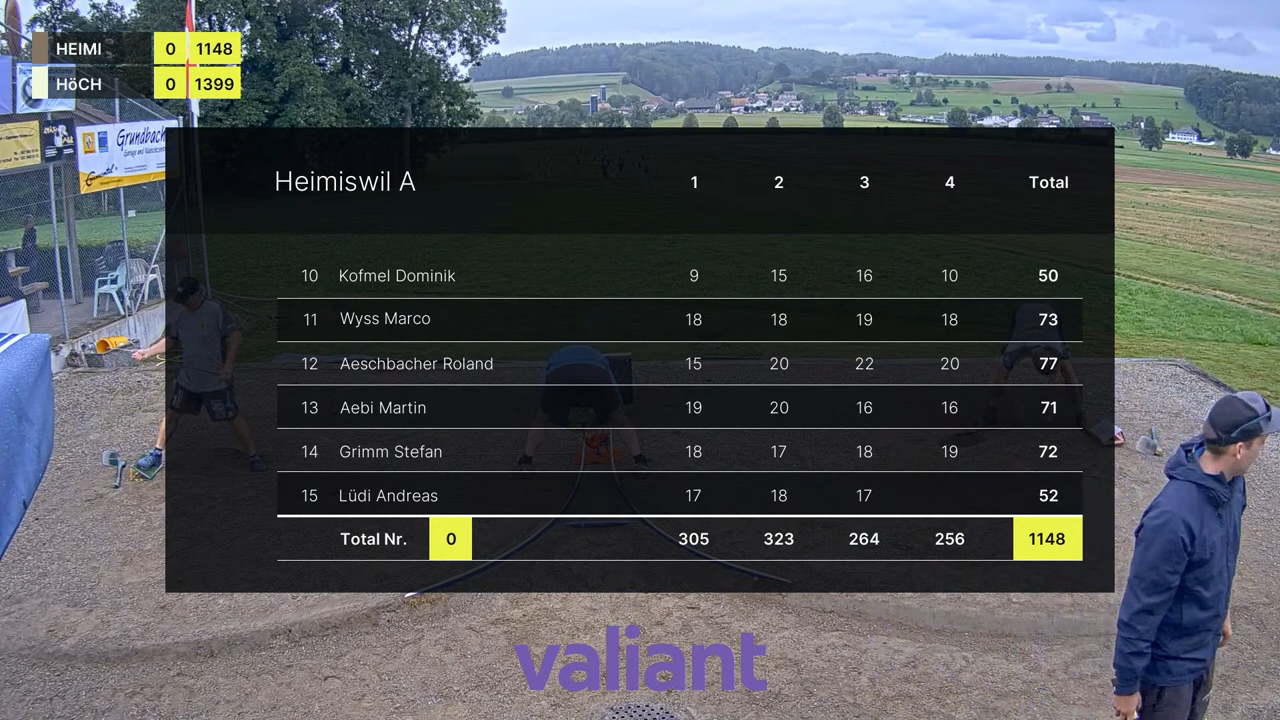 HEIMI 0 1148
HöCH 0 1399
Grundbach
Heimiswil A 1 2 3 4 Total
10 Kofmel Dominik 9 15 16 10 50
11 Wyss Marco 18 18 19 18 73
12 Aeschbacher Roland 15 20 22 20 77
13 Aebi Martin 19 20 16 16 71
14 Grimm Stefan 18 17 18 19 72
15 Lüdi Andreas 17 18 17 52
Total Nr. 0 305 323 264 256 1148
valiant